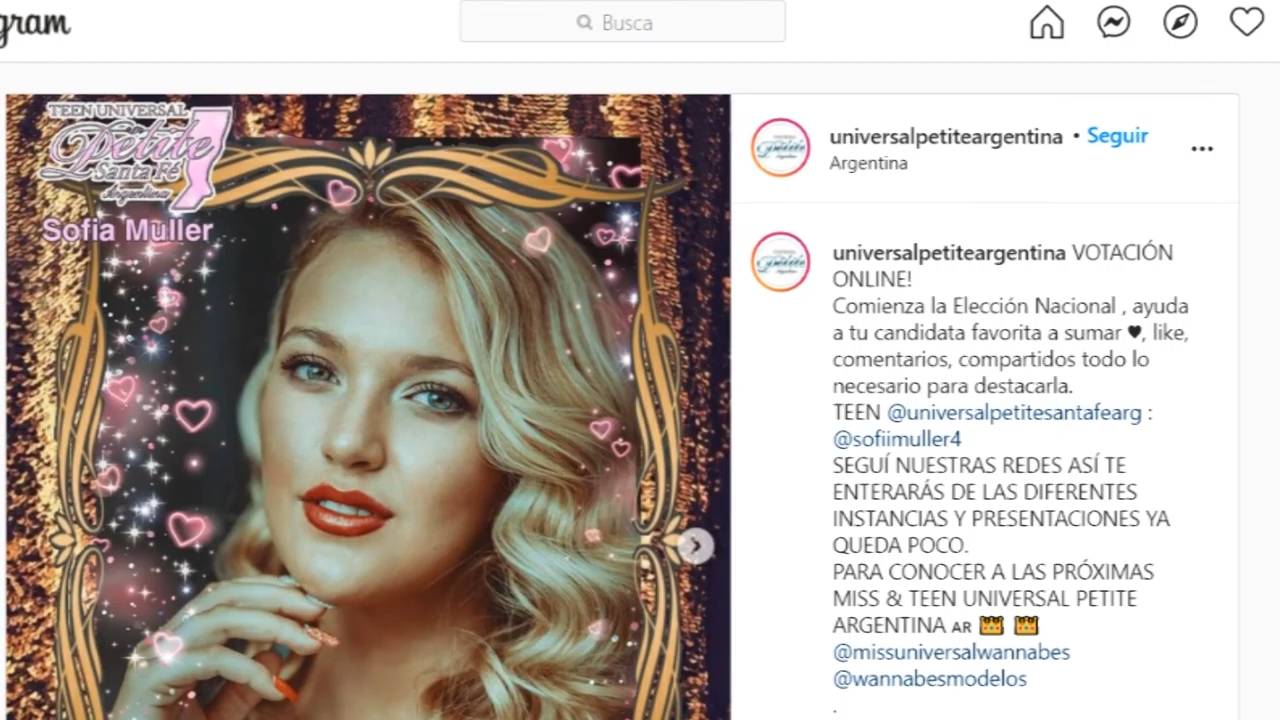 gram
Busca
TEEN UNIVERSAL
Petite
Santa Fé
Argentina
Sofia Muller
universalpetiteargentina • Seguir
Argentina
universalpetiteargentina VOTACIÓN
ONLINE!
Comienza la Elección Nacional , ayuda
a tu candidata favorita a sumar ♥, like,
comentarios, compartidos todo lo
necesario para destacarla.
TEEN @universalpetitesantafearg :
@sofiimuller4
SEGUÍ NUESTRAS REDES ASÍ TE
ENTERARÁS DE LAS DIFERENTES
INSTANCIAS Y PRESENTACIONES YA
QUEDA POCO.
PARA CONOCER A LAS PRÓXIMAS
MISS & TEEN UNIVERSAL PETITE
ARGENTINA AR 👑 👑
@missuniversalwannabes
@wannabesmodelos
.